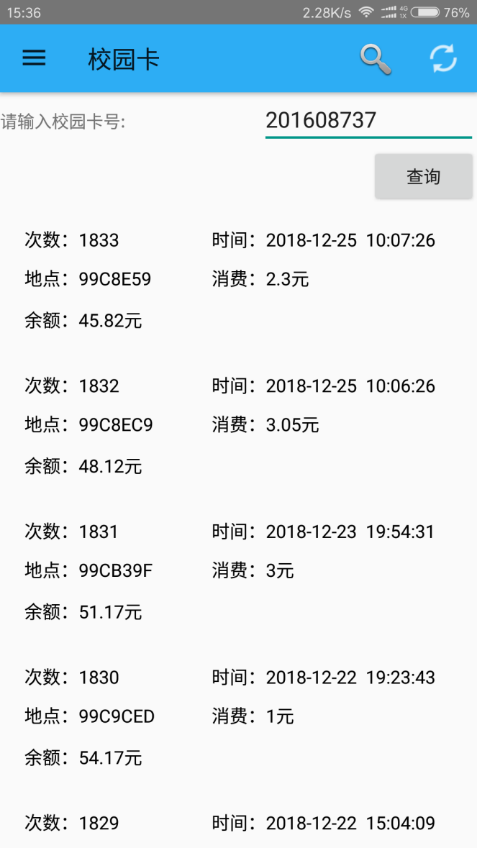 15:36 2.28K/s 4G 1X 76%
校园卡
请输入校园卡号: 201608737
查询
次数：1833 时间：2018-12-25 10:07:26
地点：99C8E59 消费：2.3元
余额：45.82元
次数：1832 时间：2018-12-25 10:06:26
地点：99C8EC9 消费：3.05元
余额：48.12元
次数：1831 时间：2018-12-23 19:54:31
地点：99CB39F 消费：3元
余额：51.17元
次数：1830 时间：2018-12-22 19:23:43
地点：99C9CED 消费：1元
余额：54.17元
次数：1829 时间：2018-12-22 15:04:09